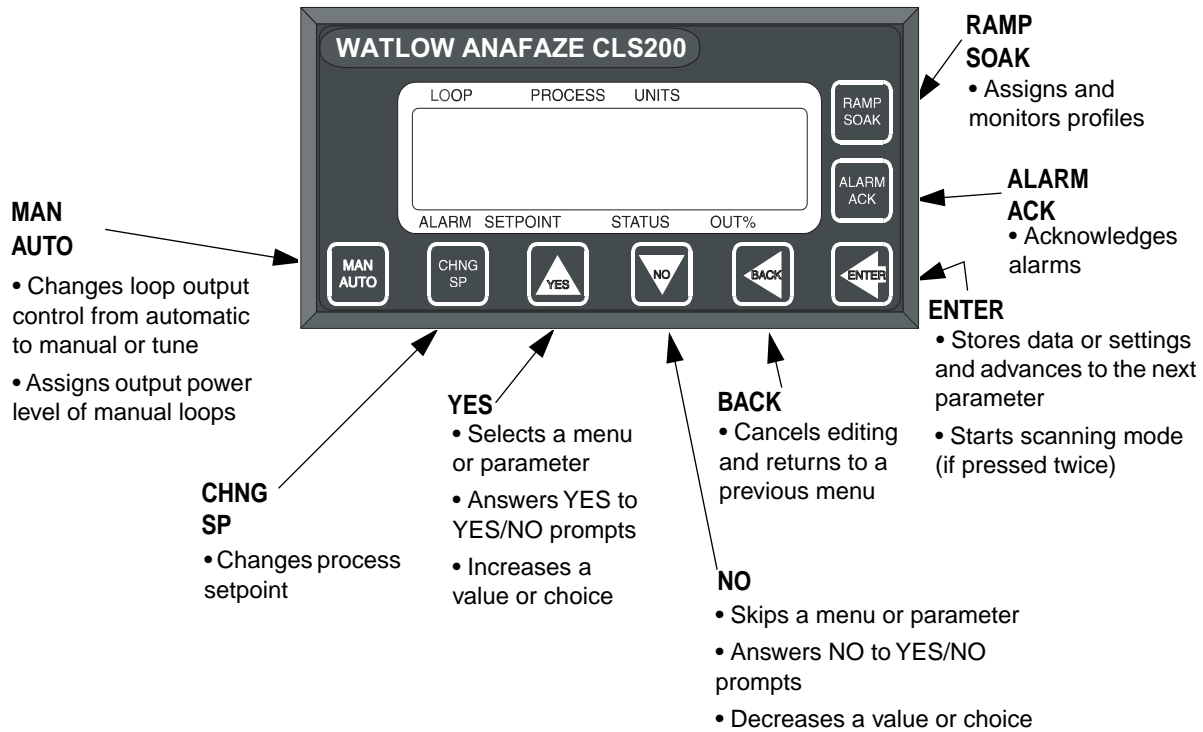 WATLOW ANAFAZE CLS200
LOOP PROCESS UNITS
ALARM SETPOINT STATUS OUT%
RAMP
SOAK
ALARM
ACK
MAN
AUTO
CHNG
SP
YES
NO
BACK
ENTER
RAMP
SOAK
• Assigns and
monitors profiles
ALARM
ACK
• Acknowledges
alarms
MAN
AUTO
• Changes loop output
control from automatic
to manual or tune
• Assigns output power
level of manual loops
CHNG
SP
• Changes process
setpoint
YES
• Selects a menu
or parameter
• Answers YES to
YES/NO prompts
• Increases a
value or choice
NO
• Skips a menu or parameter
• Answers NO to YES/NO
prompts
• Decreases a value or choice
BACK
• Cancels editing
and returns to a
previous menu
ENTER
• Stores data or settings
and advances to the next
parameter
• Starts scanning mode
(if pressed twice)